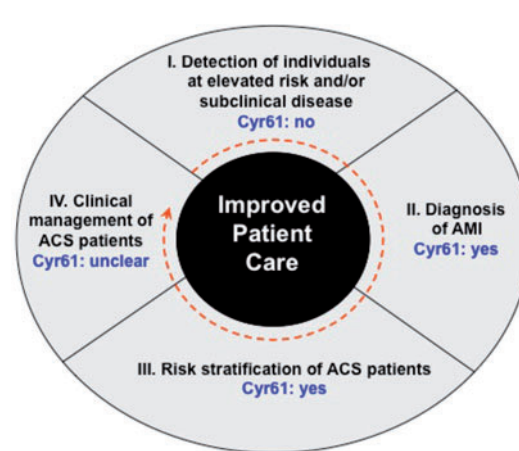 I. Detection of individuals
at elevated risk and/or
subclinical disease
Cyr61: no
II. Diagnosis
of AMI
Cyr61: yes
III. Risk stratification of ACS patients
Cyr61: yes
IV. Clinical
management of
ACS patients
Cyr61: unclear
Improved
Patient
Care